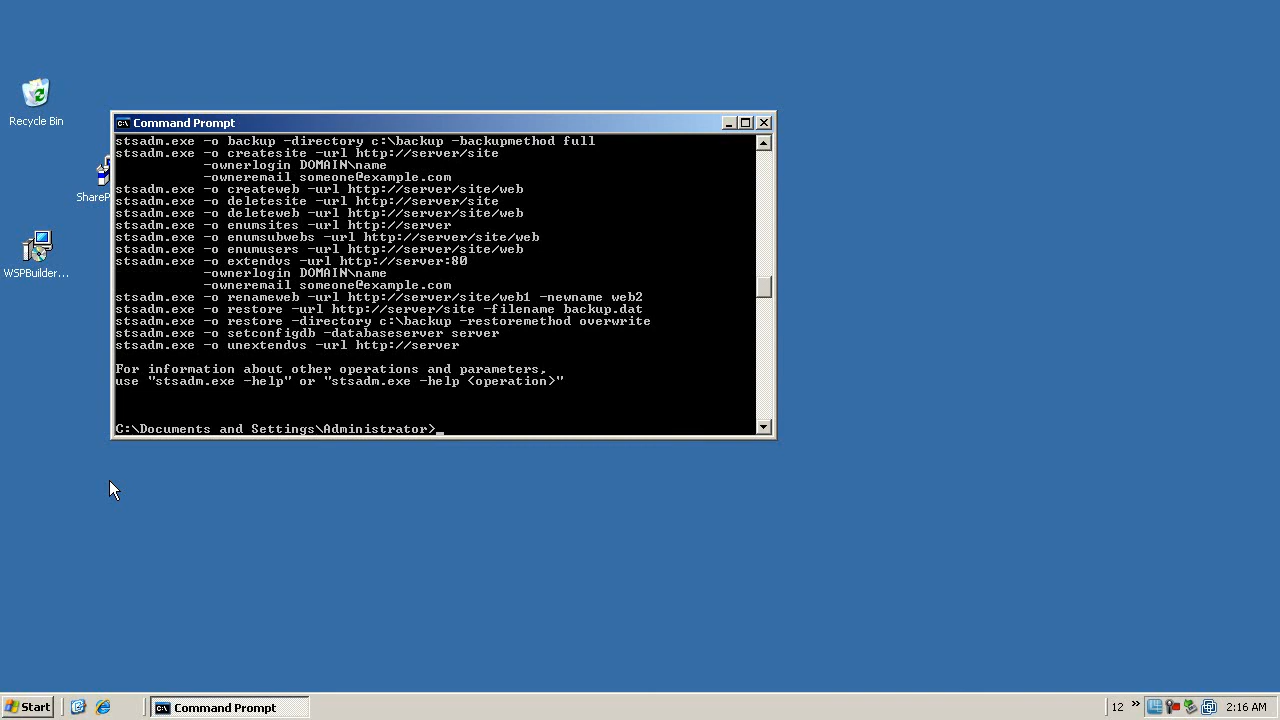 Recycle Bin
ShareP
WSPBuilder...
Command Prompt
stsadm.exe -o backup -directory c:\backup -backupmethod full
stsadm.exe -o createsite -url http://server/site
-ownerlogin DOMAIN\name
-owneremail someone@example.com
stsadm.exe -o createweb -url http://server/site/web
stsadm.exe -o deletesite -url http://server/site
stsadm.exe -o deleteweb -url http://server/site/web
stsadm.exe -o enumsites -url http://server
stsadm.exe -o enumsubwebs -url http://server/site/web
stsadm.exe -o enumusers -url http://server/site/web
stsadm.exe -o extendvs -url http://server:80
-ownerlogin DOMAIN\name
-owneremail someone@example.com
stsadm.exe -o renameweb -url http://server/site/web1 -newname web2
stsadm.exe -o restore -url http://server/site -filename backup.dat
stsadm.exe -o restore -directory c:\backup -restoremethod overwrite
stsadm.exe -o setconfigdb -databaseserver server
stsadm.exe -o unextendvs -url http://server
For information about other operations and parameters,
use "stsadm.exe -help" or "stsadm.exe -help <operation>"
C:\Documents and Settings\Administrator>_
Start
Command Prompt
12 »
2:16 AM